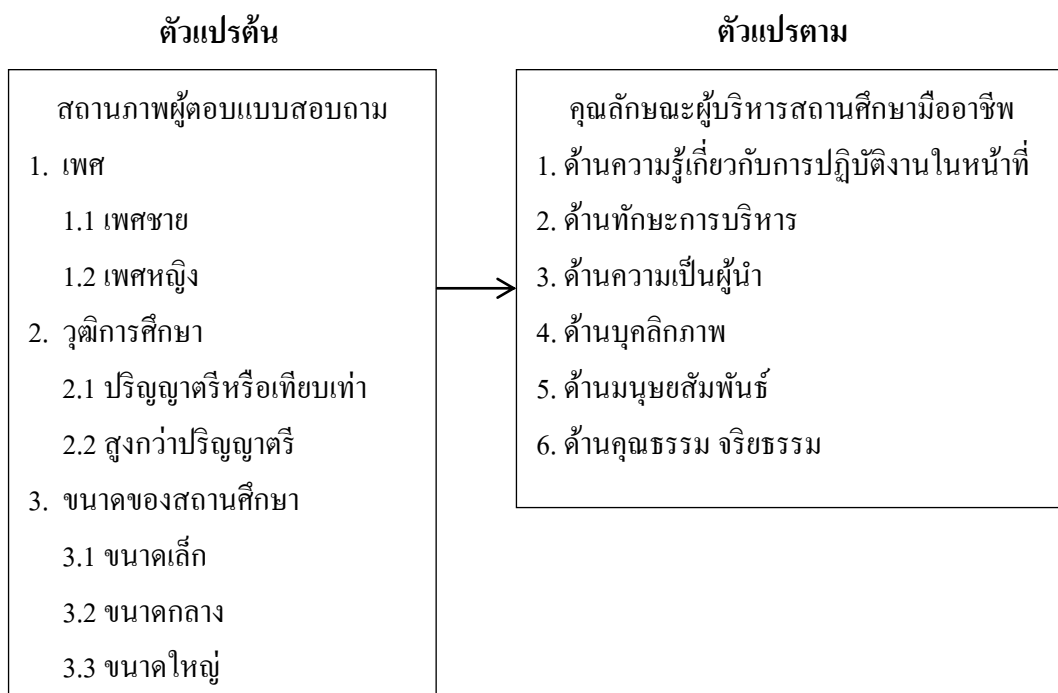 ตัวแปรต้น
สถานภาพผู้ตอบแบบสอบถาม
1. เพศ
1.1 เพศชาย
1.2 เพศหญิง
2. วุฒิการศึกษา
2.1 ปริญญาตรีหรือเทียบเท่า
2.2 สูงกว่าปริญญาตรี
3. ขนาดของสถานศึกษา
3.1 ขนาดเล็ก
3.2 ขนาดกลาง
3.3 ขนาดใหญ่
ตัวแปรตาม
คุณลักษณะผู้บริหารสถานศึกษามืออาชีพ
1. ด้านความรู้เกี่ยวกับการปฏิบัติงานในหน้าที่
2. ด้านทักษะการบริหาร
3. ด้านความเป็นผู้นำ
4. ด้านบุคลิกภาพ
5. ด้านมนุษยสัมพันธ์
6. ด้านคุณธรรม จริยธรรม